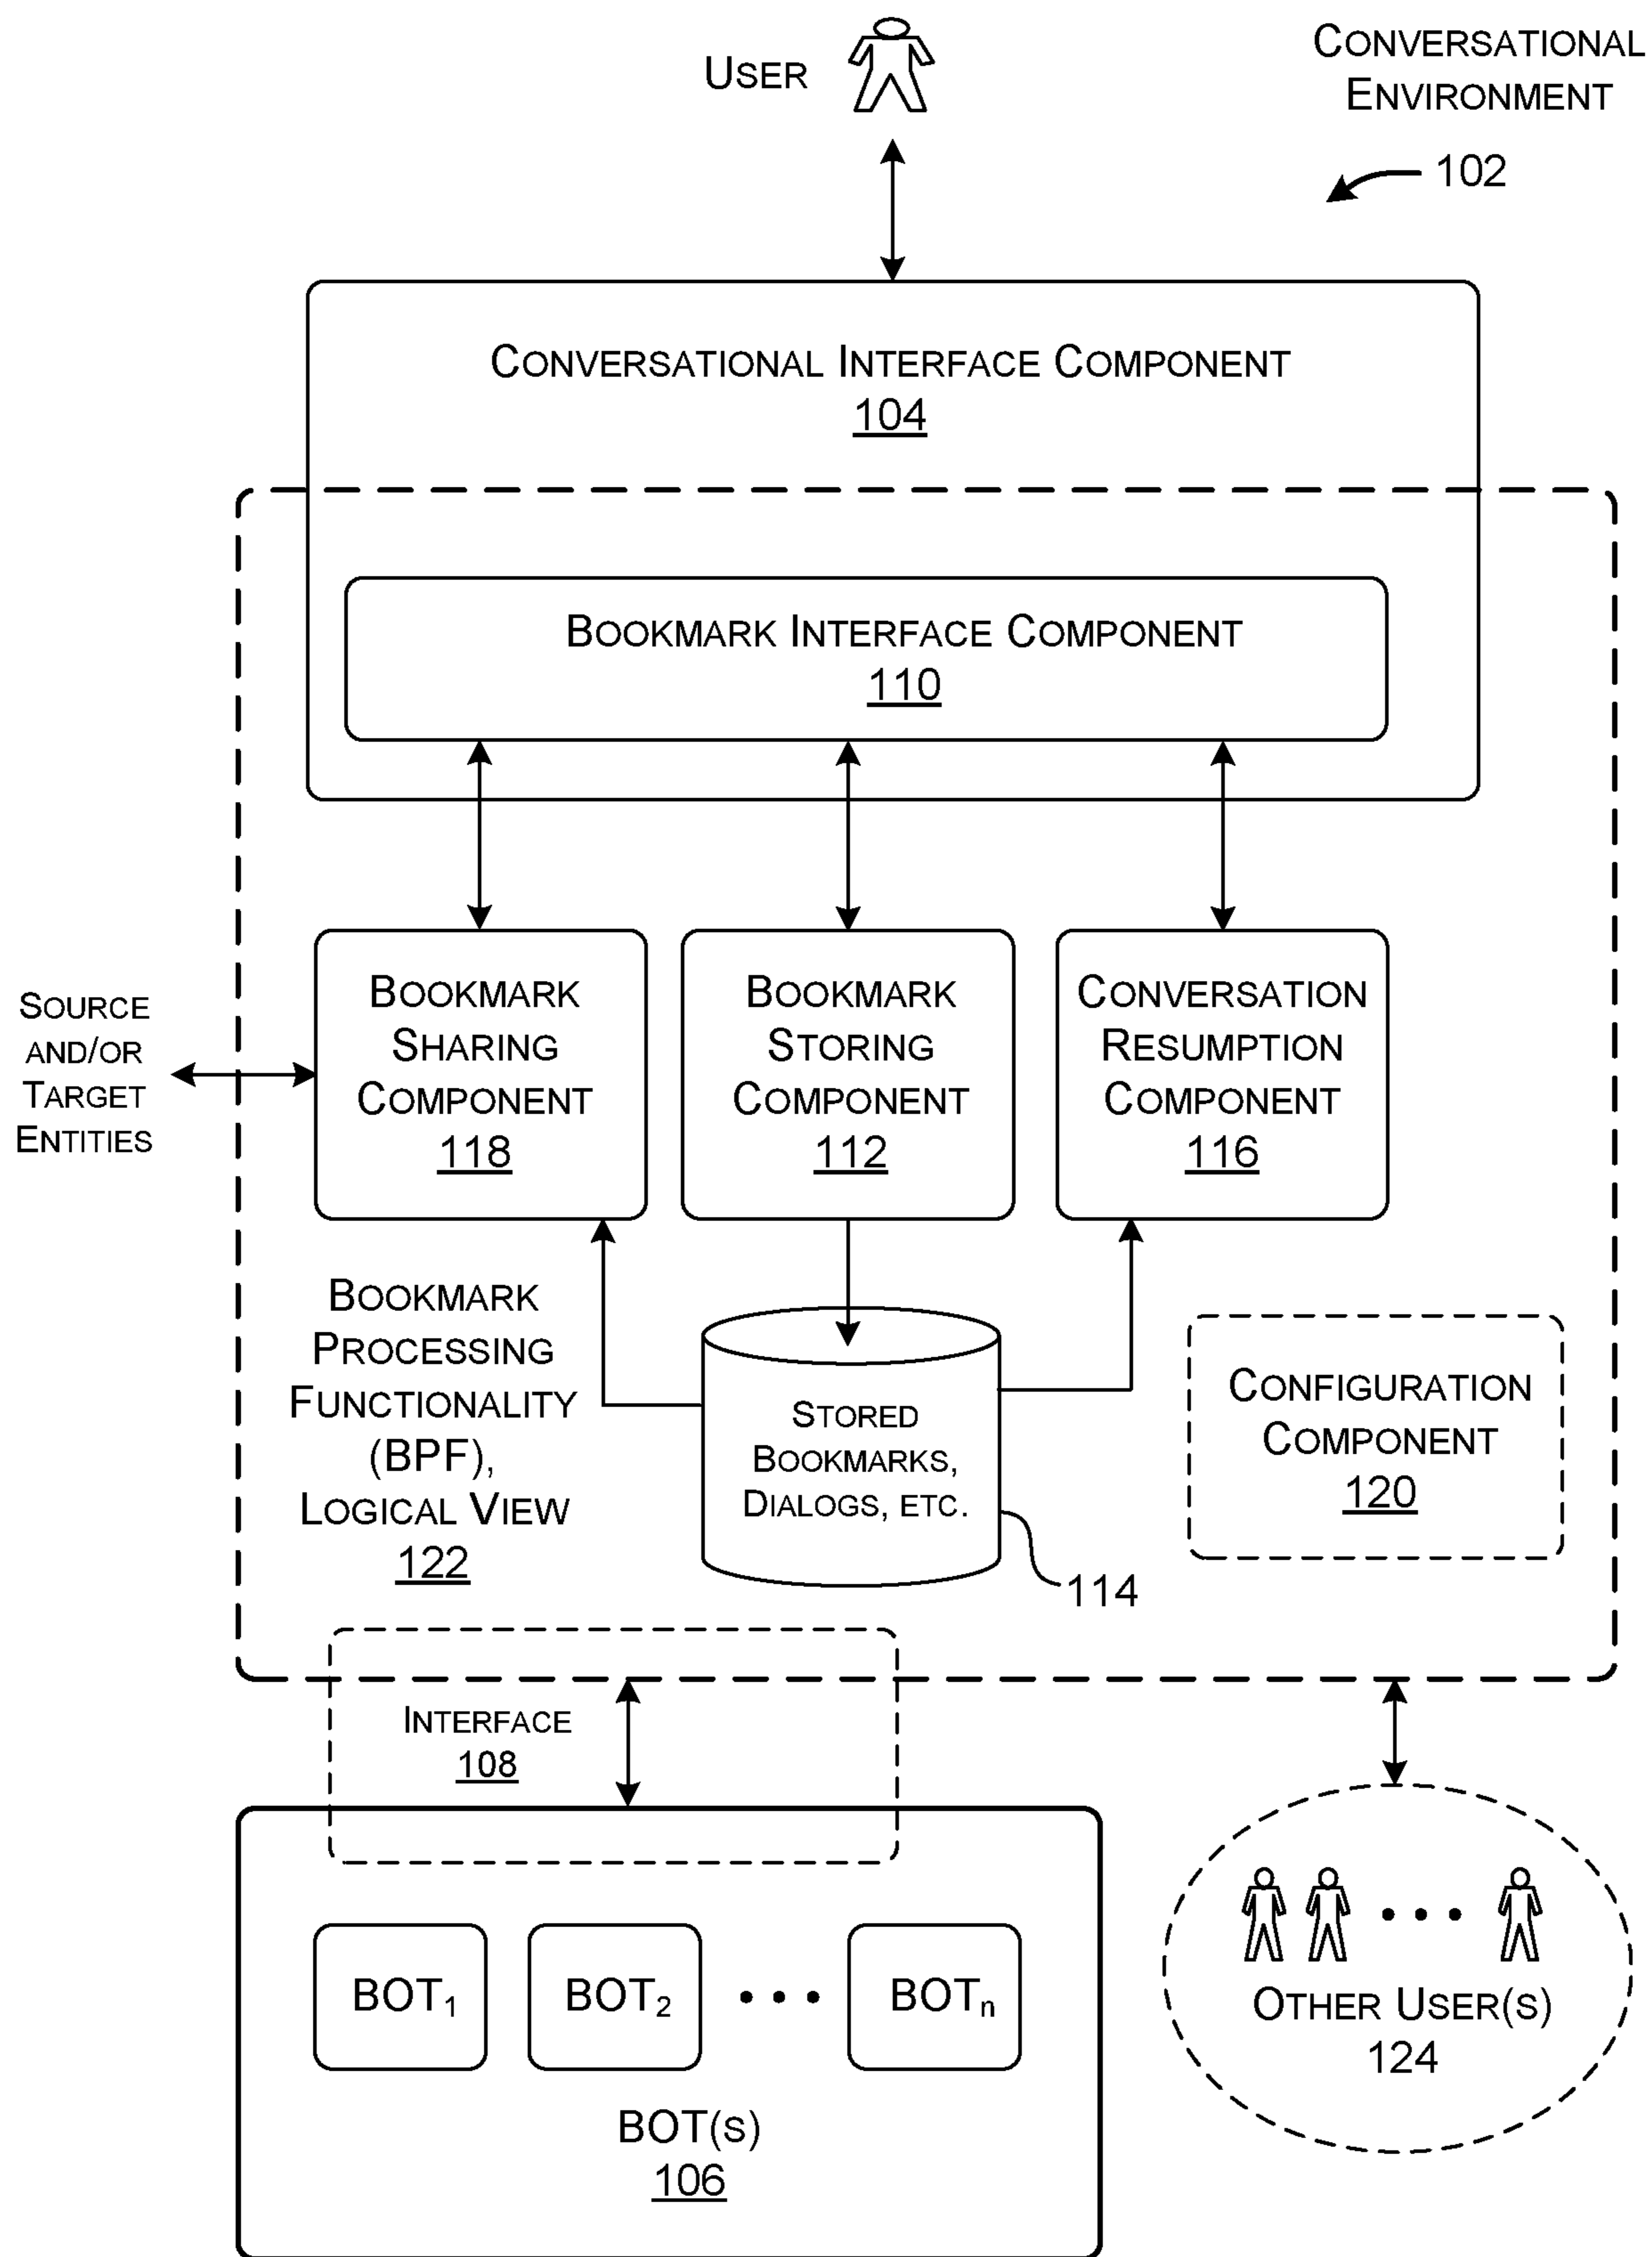 USER
CONVERSATIONAL
ENVIRONMENT
102
CONVERSATIONAL INTERFACE COMPONENT
104
BOOKMARK INTERFACE COMPONENT
110
SOURCE
AND/OR
TARGET
ENTITIES
BOOKMARK
SHARING
COMPONENT
118
BOOKMARK
STORING
COMPONENT
112
CONVERSATION
RESUMPTION
COMPONENT
116
BOOKMARK
PROCESSING
FUNCTIONALITY
(BPF),
LOGICAL VIEW
122
STORED
BOOKMARKS,
DIALOGS, ETC.
114
CONFIGURATION
COMPONENT
120
INTERFACE
108
BOT₁
BOT₂
BOTₙ
BOT(S)
106
OTHER USER(S)
124